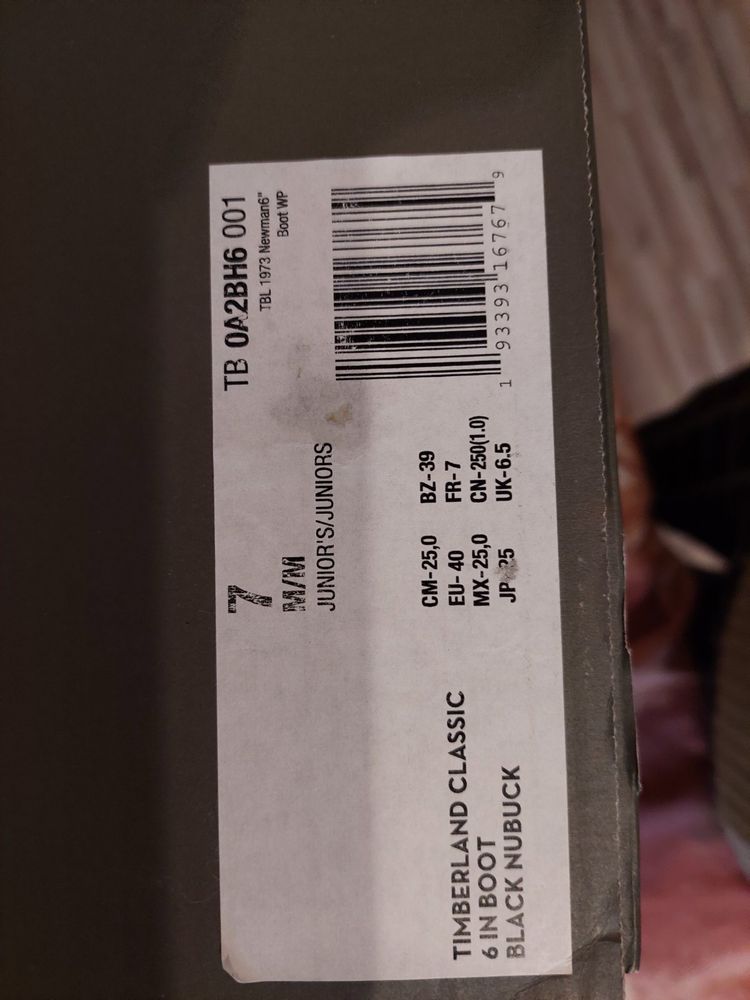 TB 0A2BH6 001
TBL 1973 Newman6"
Boot WP
1 93393 16767 9
7
M/M
JUNIOR'S/JUNIORS
CM-25,0 BZ-39
EU-40 FR-7
MX-25,0 CN-250(1.0)
JP 25 UK-6.5
TIMBERLAND CLASSIC
6 IN BOOT
BLACK NUBUCK